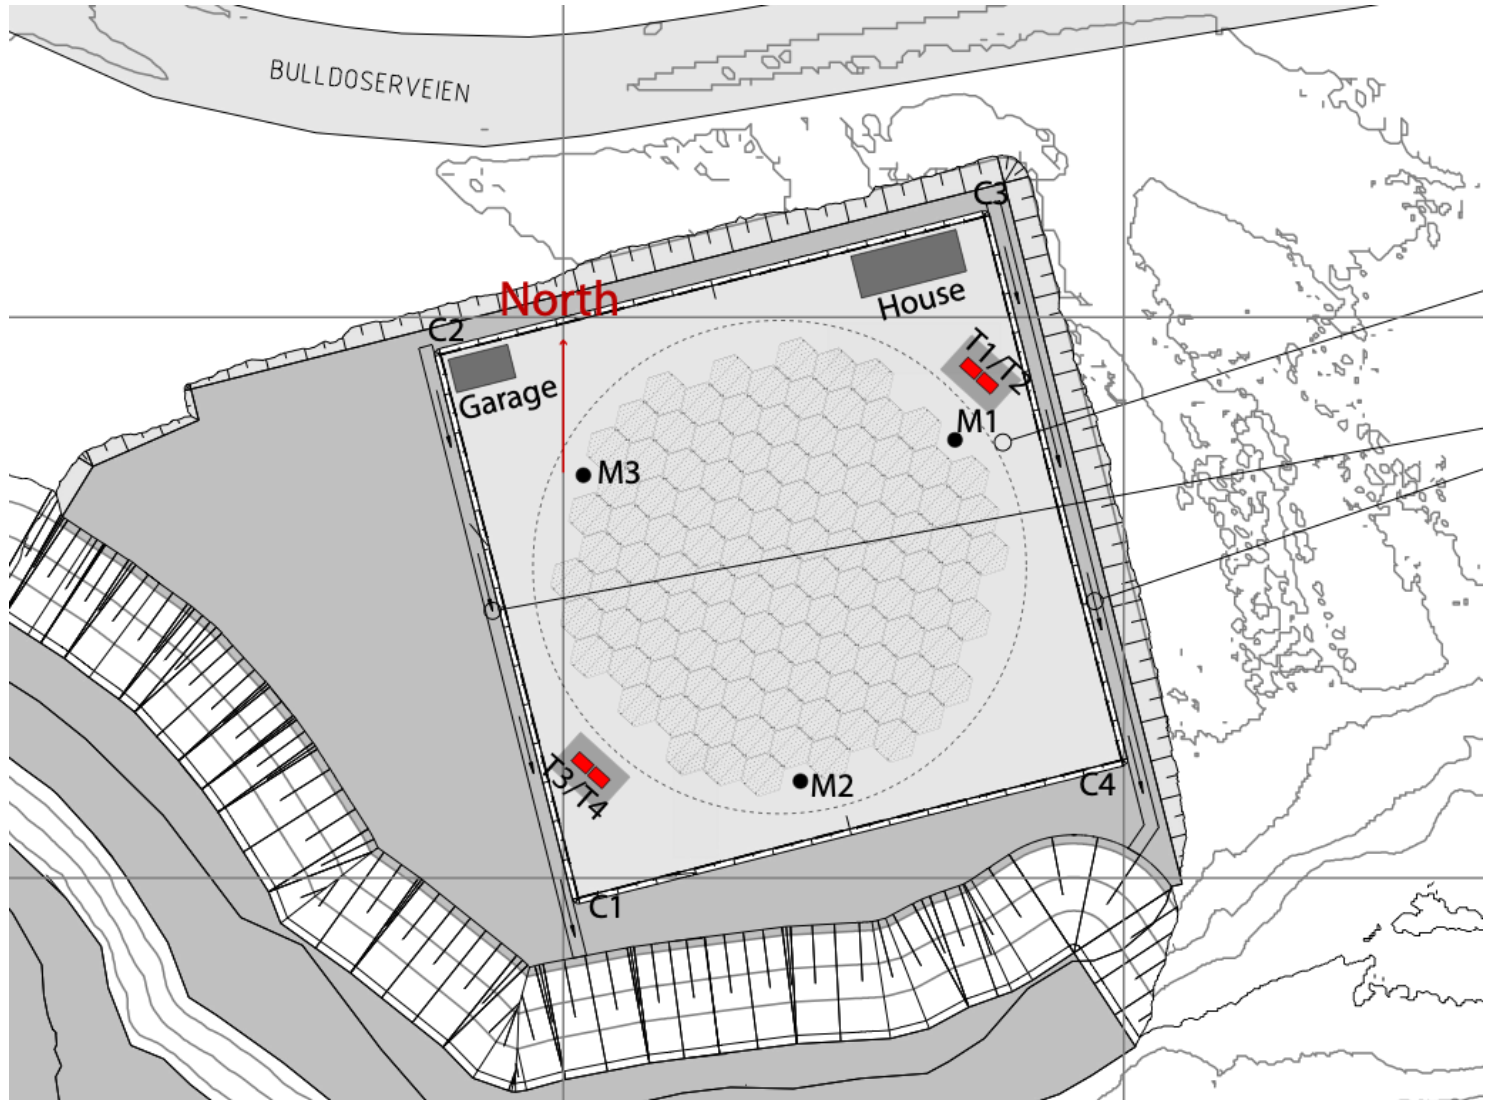 BULLDOSERVEIEN
C3
North
House
C2
T1/T2
Garage
M1
M3
T3/T4
M2
C4
C1